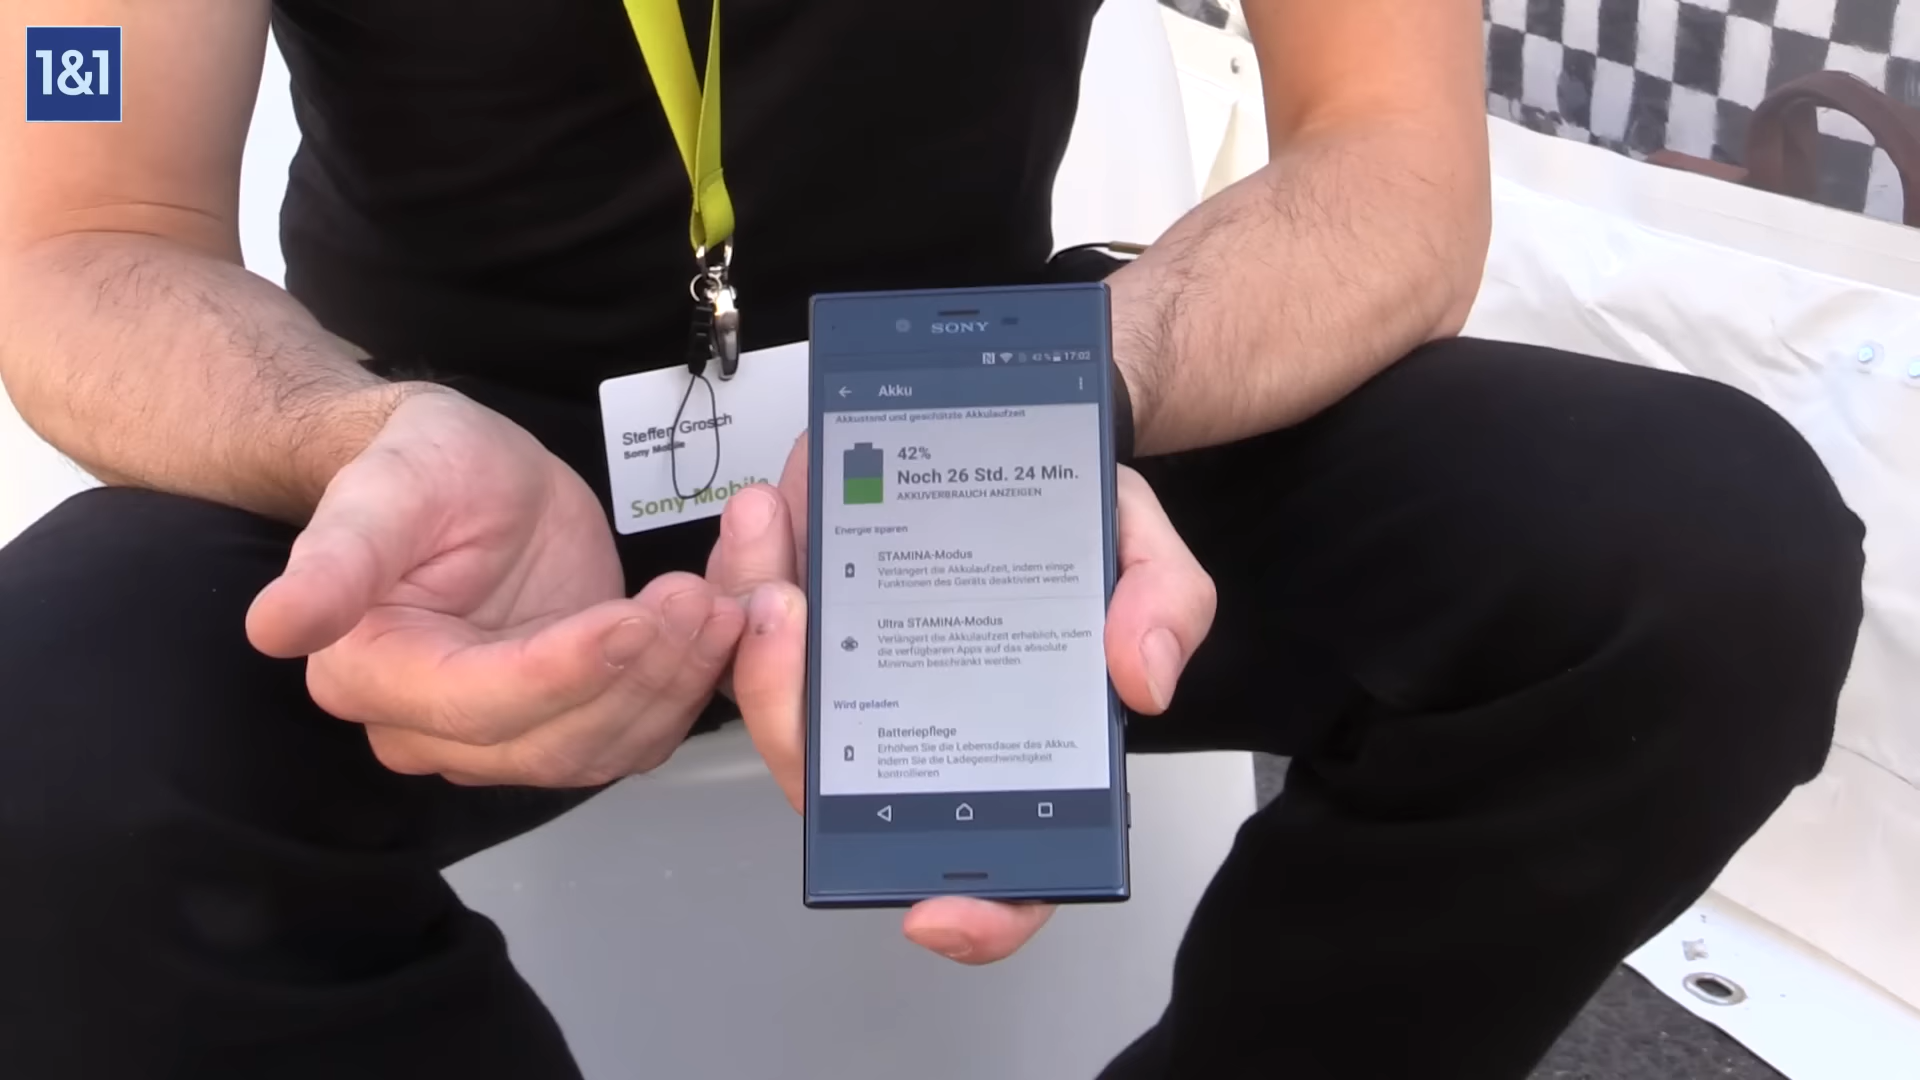 1&1
Steffen Grosch
Sony Mobile
Sony Mobile
SONY
42% 17:02
Akku
Akkustand und geschätzte Akkulaufzeit
42%
Noch 26 Std. 24 Min.
AKKUVERBRAUCH ANZEIGEN
Energie sparen
STAMINA-Modus
Verlängert die Akkulaufzeit, indem einige
Funktionen des Geräts deaktiviert werden
Ultra STAMINA-Modus
Verlängert die Akkulaufzeit erheblich, indem
die verfügbaren Apps auf das absolute
Minimum beschränkt werden
Wird geladen
Batteriepflege
Erhöhen Sie die Lebensdauer des Akkus,
indem Sie die Ladegeschwindigkeit
kontrollieren